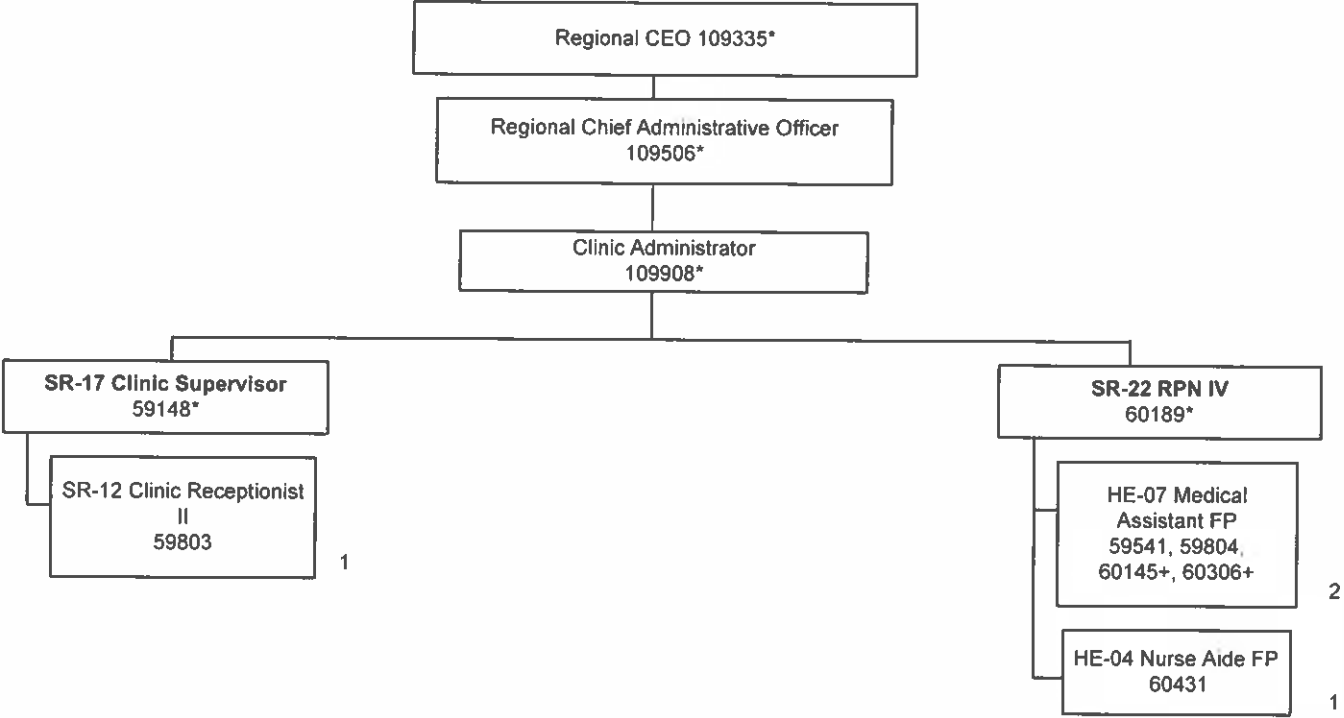 Regional CEO 109335*
Regional Chief Administrative Officer
109506*
Clinic Administrator
109908*
SR-17 Clinic Supervisor
59148*
SR-12 Clinic Receptionist
II
59803
1
SR-22 RPN IV
60189*
HE-07 Medical
Assistant FP
59541, 59804,
60145+, 60306+
2
HE-04 Nurse Aide FP
60431
1